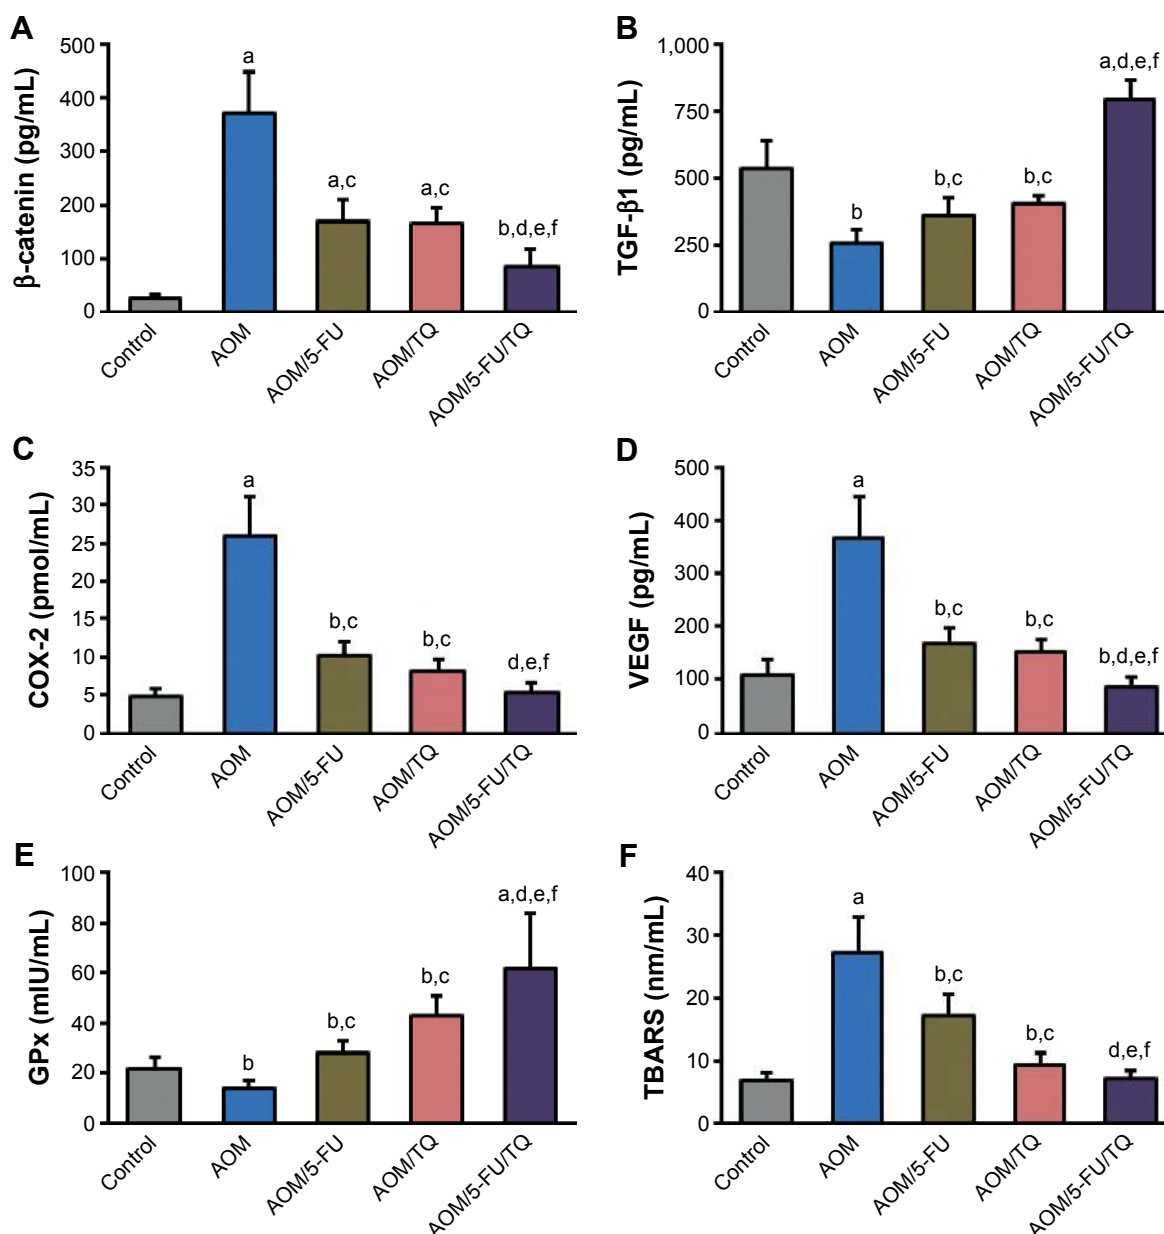 A
β-catenin (pg/mL)
500
400
300
200
100
0
a
a,c
a,c
b,d,e,f
Control
AOM
AOM/5-FU
AOM/TQ
AOM/5-FU/TQ
B
TGF-β1 (pg/mL)
1,000
750
500
250
0
b
b,c
b,c
a,d,e,f
Control
AOM
AOM/5-FU
AOM/TQ
AOM/5-FU/TQ
C
COX-2 (pmol/mL)
35
30
25
20
15
10
5
0
a
b,c
b,c
d,e,f
Control
AOM
AOM/5-FU
AOM/TQ
AOM/5-FU/TQ
D
VEGF (pg/mL)
500
400
300
200
100
0
a
b,c
b,c
b,d,e,f
Control
AOM
AOM/5-FU
AOM/TQ
AOM/5-FU/TQ
E
GPx (mIU/mL)
100
80
60
40
20
0
b
b,c
b,c
a,d,e,f
Control
AOM
AOM/5-FU
AOM/TQ
AOM/5-FU/TQ
F
TBARS (nm/mL)
40
30
20
10
0
a
b,c
b,c
d,e,f
Control
AOM
AOM/5-FU
AOM/TQ
AOM/5-FU/TQ